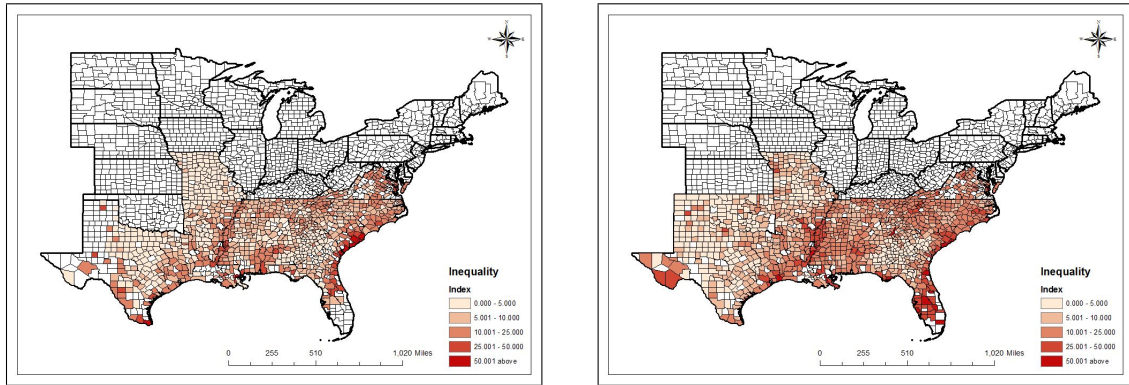 N
W
E
S
Inequality
Index
0.000 - 5.000
5.001 - 10.000
10.001 - 25.000
25.001 - 50.000
50.001 above
0 255 510 1,020 Miles
N
W
E
S
Inequality
Index
0.000 - 5.000
5.001 - 10.000
10.001 - 25.000
25.001 - 50.000
50.001 above
0 255 510 1,020 Miles